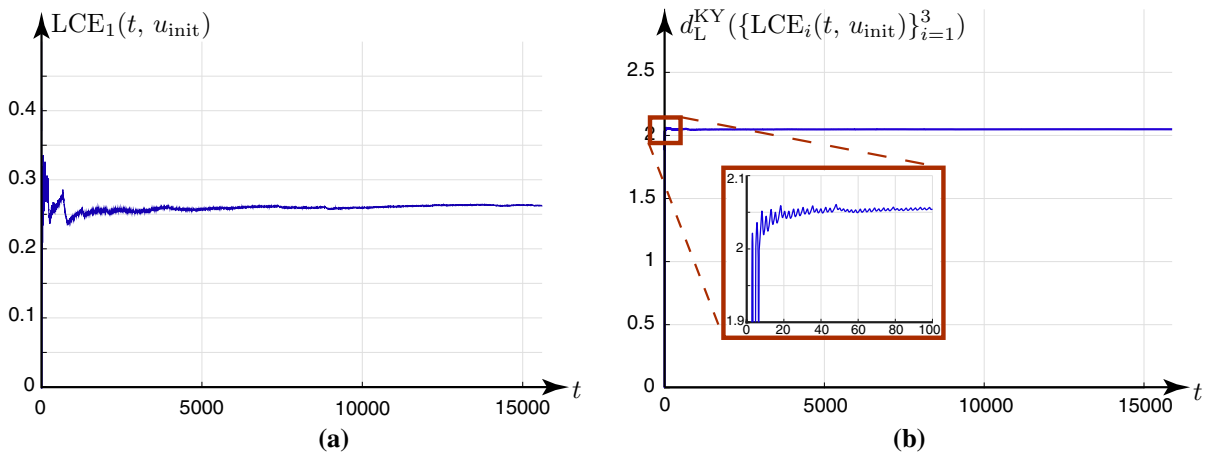 LCE₁(t, u_init)
0.4
0.3
0.2
0.1
0
0 5000 10000 15000 t
(a)
d_L^KY({LCE_i(t, u_init)}_{i=1}^3)
2.5
2
1.5
1
0.5
0
2.1
2
1.9
0 20 40 60 80 100
0 5000 10000 15000 t
(b)